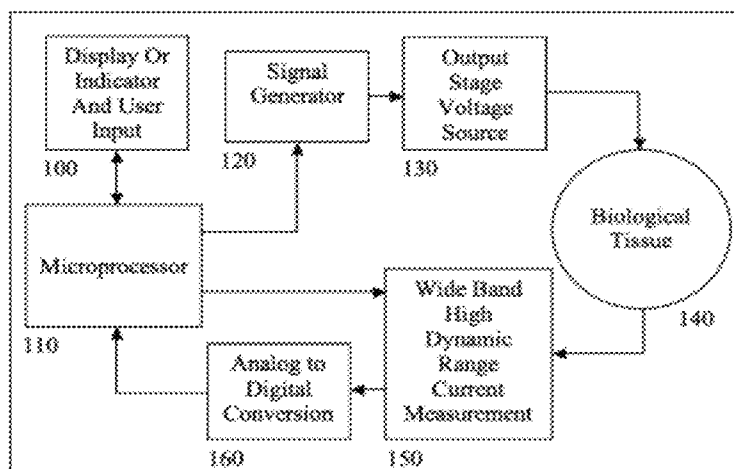 Display Or
Indicator
And User
Input
100
Signal
Generator
120
Output
Stage
Voltage
Source
130
Biological
Tissue
140
Microprocessor
110
Wide Band
High
Dynamic
Range
Current
Measurement
150
Analog to
Digital
Conversion
160